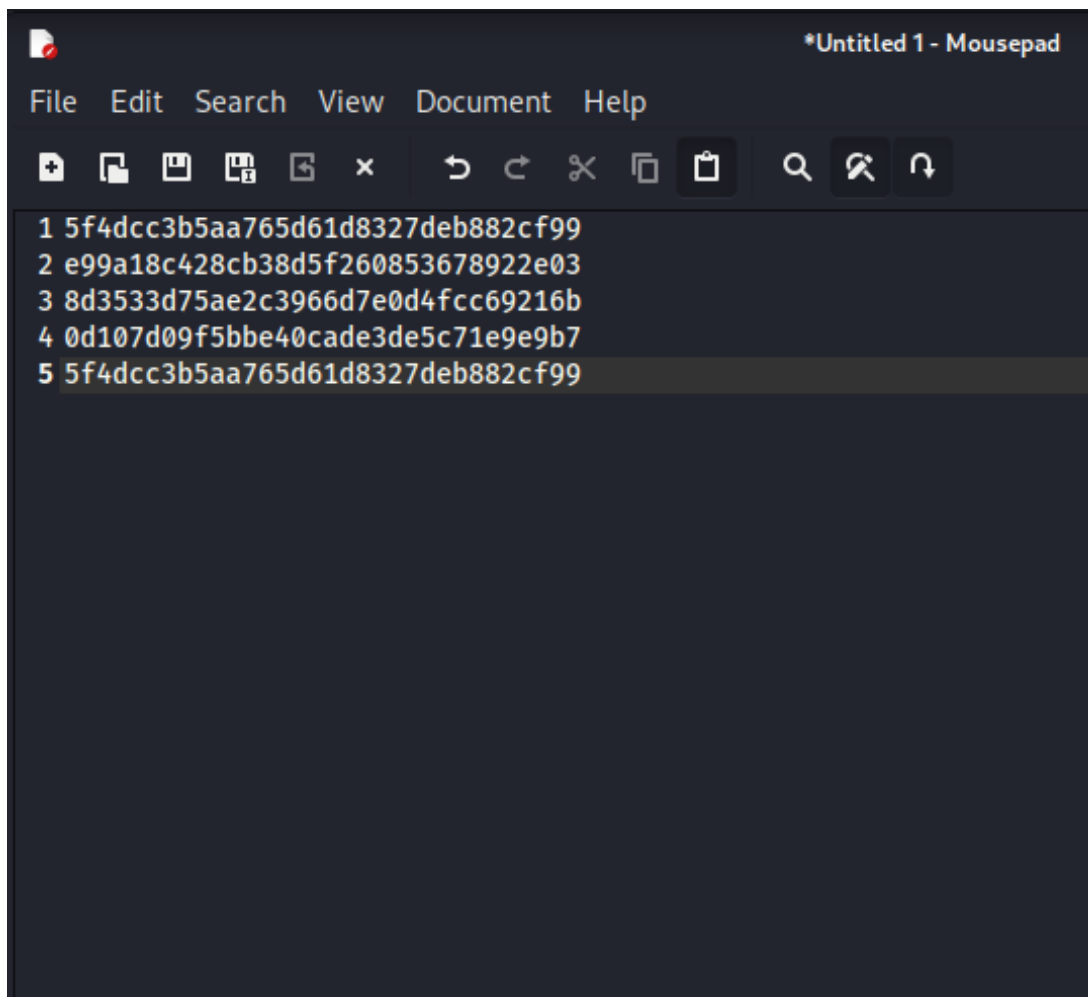 *Untitled 1 - Mousepad
File Edit Search View Document Help
1 5f4dcc3b5aa765d61d8327deb882cf99
2 e99a18c428cb38d5f260853678922e03
3 8d3533d75ae2c3966d7e0d4fcc69216b
4 0d107d09f5bbe40cade3de5c71e9e9b7
5 5f4dcc3b5aa765d61d8327deb882cf99